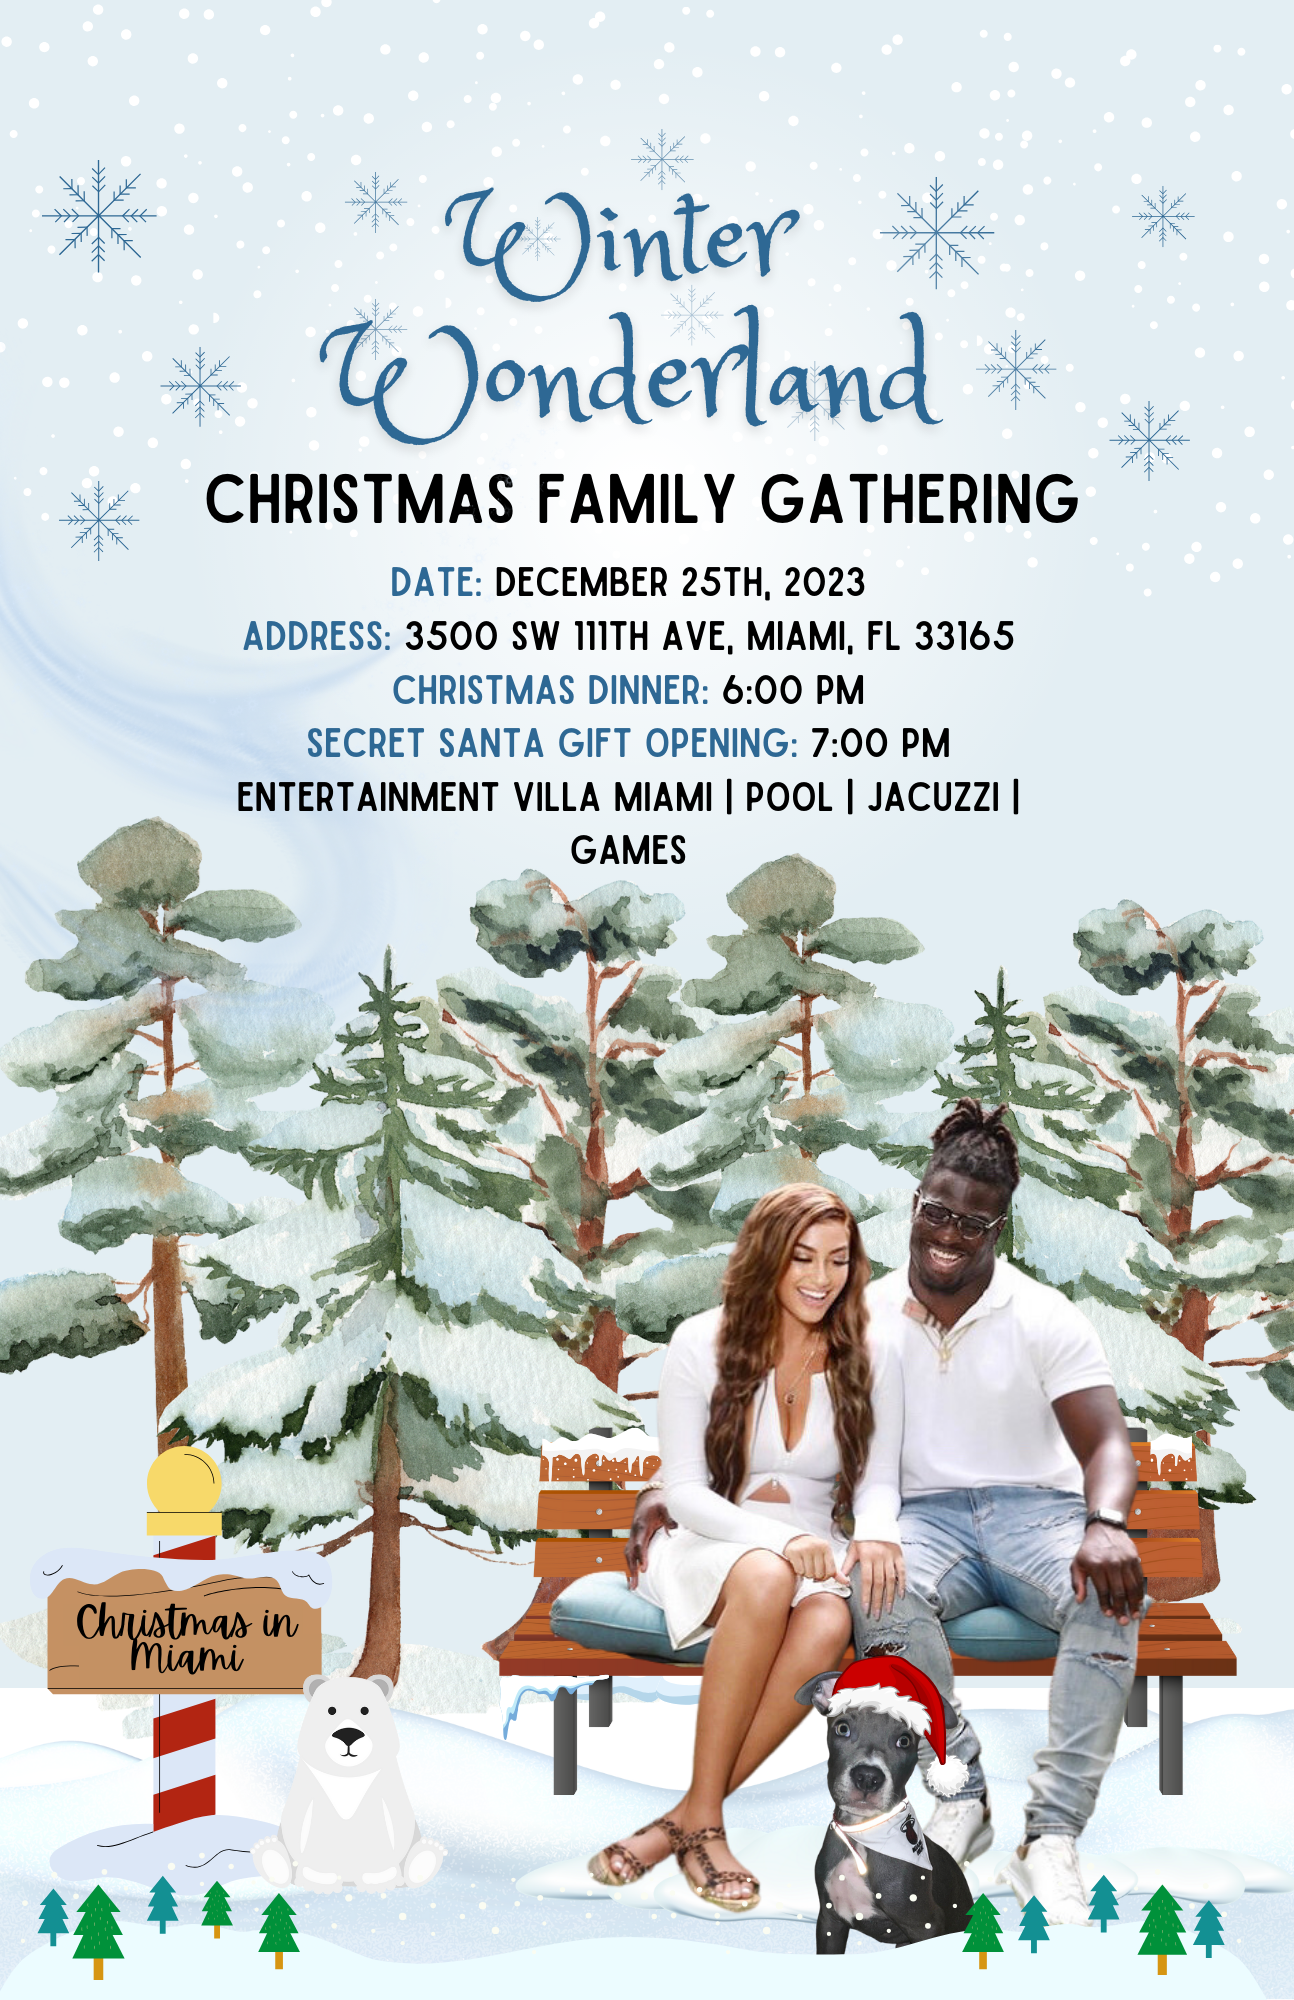 Winter
Wonderland
CHRISTMAS FAMILY GATHERING
DATE: DECEMBER 25TH, 2023
ADDRESS: 3500 SW 111TH AVE, MIAMI, FL 33165
CHRISTMAS DINNER: 6:00 PM
SECRET SANTA GIFT OPENING: 7:00 PM
ENTERTAINMENT VILLA MIAMI | POOL | JACUZZI |
GAMES
Christmas in
Miami